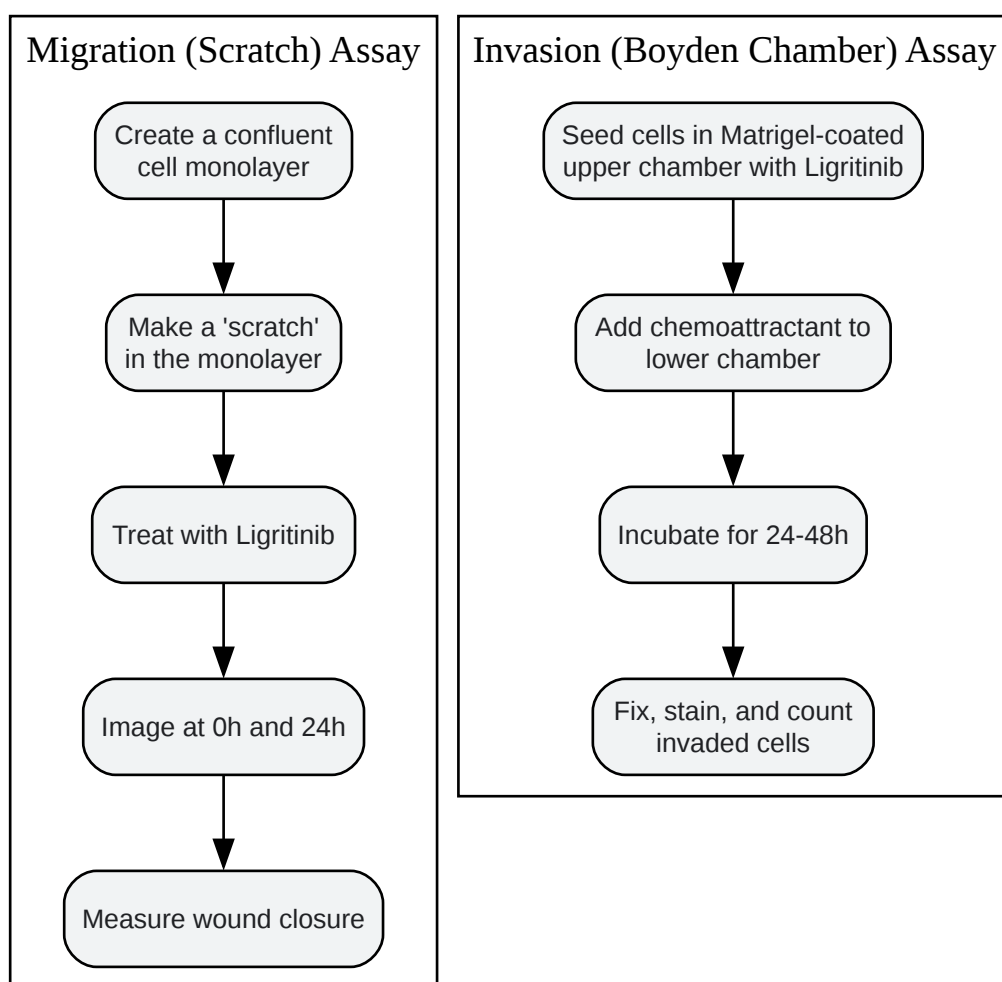 Migration (Scratch) Assay
Create a confluent
cell monolayer
Make a 'scratch'
in the monolayer
Treat with Ligritinib
Image at 0h and 24h
Measure wound closure
Invasion (Boyden Chamber) Assay
Seed cells in Matrigel-coated
upper chamber with Ligritinib
Add chemoattractant to
lower chamber
Incubate for 24-48h
Fix, stain, and count
invaded cells